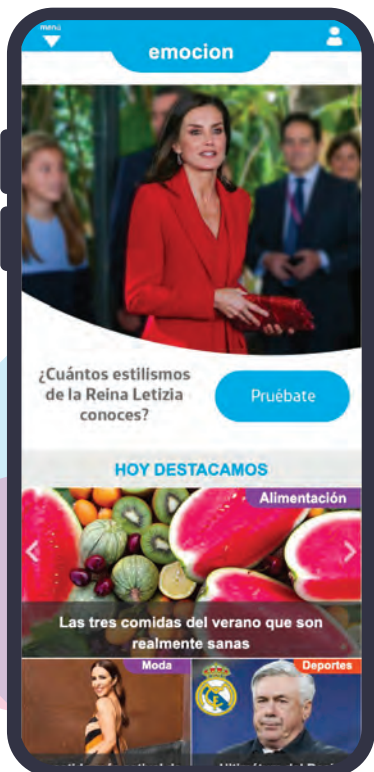 menú
emocion
¿Cuántos estilismos
de la Reina Letizia
conoces?
Pruébate
HOY DESTACAMOS
Alimentación
Las tres comidas del verano que son
realmente sanas
Moda
Deportes